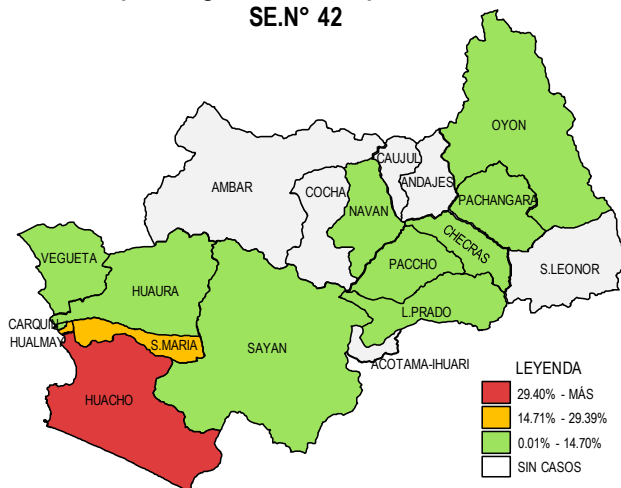 SE.N° 42
OYON
CAUJUL
AMBAR
COCHA
ANDAJES
NAVAN
PACHANGARA
CHECRAS
VEGUETA
PACCHO
S.LEONOR
HUAURA
L.PRADO
CARQUIN
HUALMAY
S.MARIA
SAYAN
ACOTAMA-IHUARI
HUACHO
LEYENDA
29.40% - MÁS
14.71% - 29.39%
0.01% - 14.70%
SIN CASOS